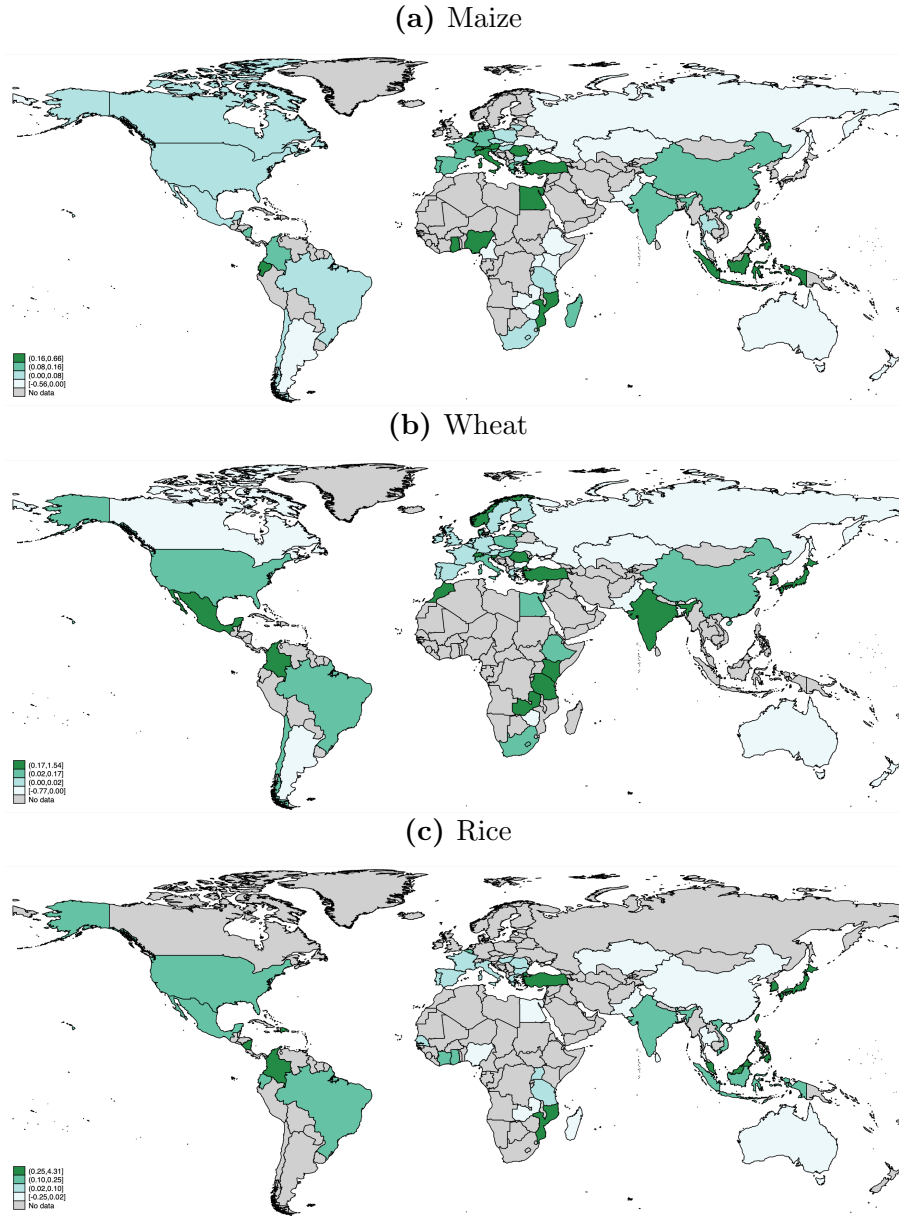 (a) Maize
(0.16,0.66]
(0.08,0.16]
(0.00,0.08]
[-0.56,0.00]
No data
(b) Wheat
(0.17,1.54]
(0.02,0.17]
(0.00,0.02]
[-0.77,0.00]
No data
(c) Rice
(0.25,4.31]
(0.10,0.25]
(0.02,0.10]
[-0.25,0.02]
No data